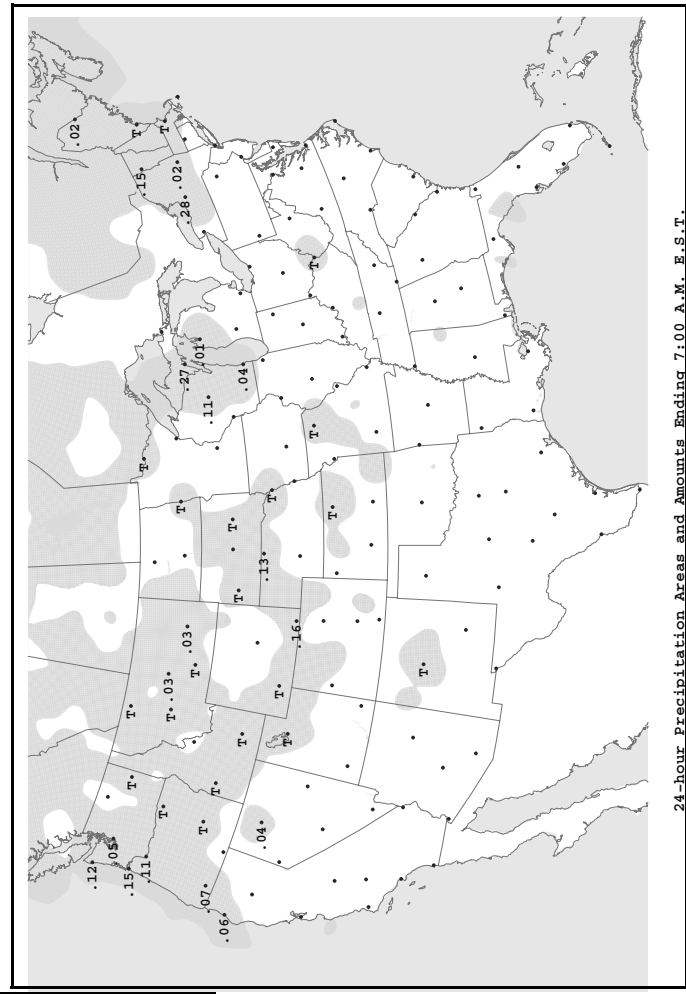 .02
.12
.05
.15
T
T
T
T
.15
.11
T
T
.03
T
.02
T
.27
.28
.03
T
.01
T
.07
.11
T
.06
T
T
T
.04
.04
.13
T
T
T
.16
T
T
T
T
24-hour Precipitation Areas and Amounts Ending 7:00 A.M. E.S.T.